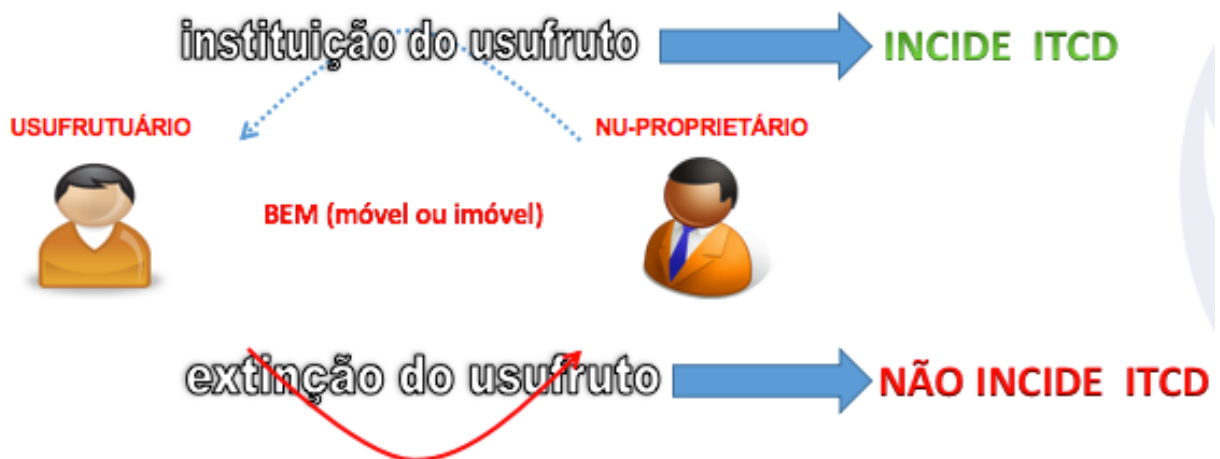 instituição do usufruto INCIDE ITCD
USUFRUTUÁRIO NU-PROPRIETÁRIO
BEM (móvel ou imóvel)
extinção do usufruto NÃO INCIDE ITCD